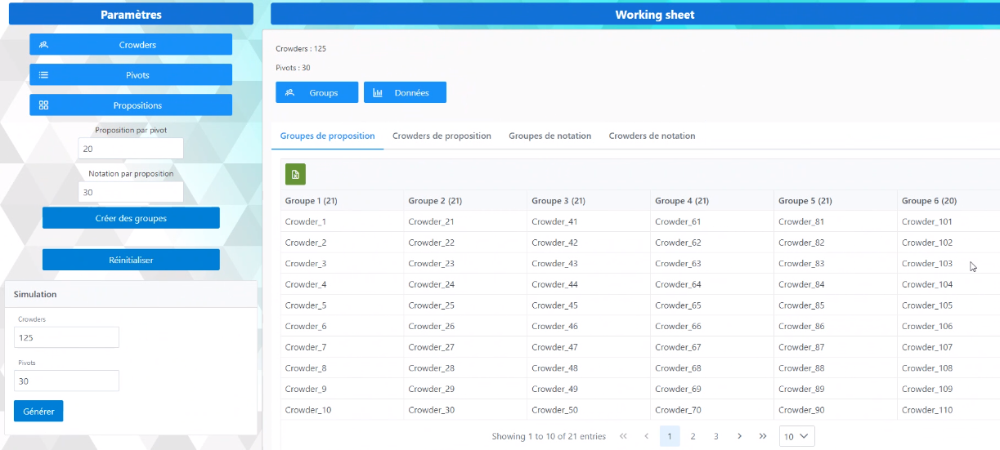 Paramètres
Crowders
Pivots
Propositions
Proposition par pivot
20
Notation par proposition
30
Créer des groupes
Réinitialiser
Simulation
Crowders
125
Pivots
30
Générer
Working sheet
Crowders : 125
Pivots : 30
Groups Données
Groupes de proposition Crowders de proposition Groupes de notation Crowders de notation
Groupe 1 (21) Groupe 2 (21) Groupe 3 (21) Groupe 4 (21) Groupe 5 (21) Groupe 6 (20)
Crowder_1 Crowder_21 Crowder_41 Crowder_61 Crowder_81 Crowder_101
Crowder_2 Crowder_22 Crowder_42 Crowder_62 Crowder_82 Crowder_102
Crowder_3 Crowder_23 Crowder_43 Crowder_63 Crowder_83 Crowder_103
Crowder_4 Crowder_24 Crowder_44 Crowder_64 Crowder_84 Crowder_104
Crowder_5 Crowder_25 Crowder_45 Crowder_65 Crowder_85 Crowder_105
Crowder_6 Crowder_26 Crowder_46 Crowder_66 Crowder_86 Crowder_106
Crowder_7 Crowder_27 Crowder_47 Crowder_67 Crowder_87 Crowder_107
Crowder_8 Crowder_28 Crowder_48 Crowder_68 Crowder_88 Crowder_108
Crowder_9 Crowder_29 Crowder_49 Crowder_69 Crowder_89 Crowder_109
Crowder_10 Crowder_30 Crowder_50 Crowder_70 Crowder_90 Crowder_110
Showing 1 to 10 of 21 entries 1 2 3 10